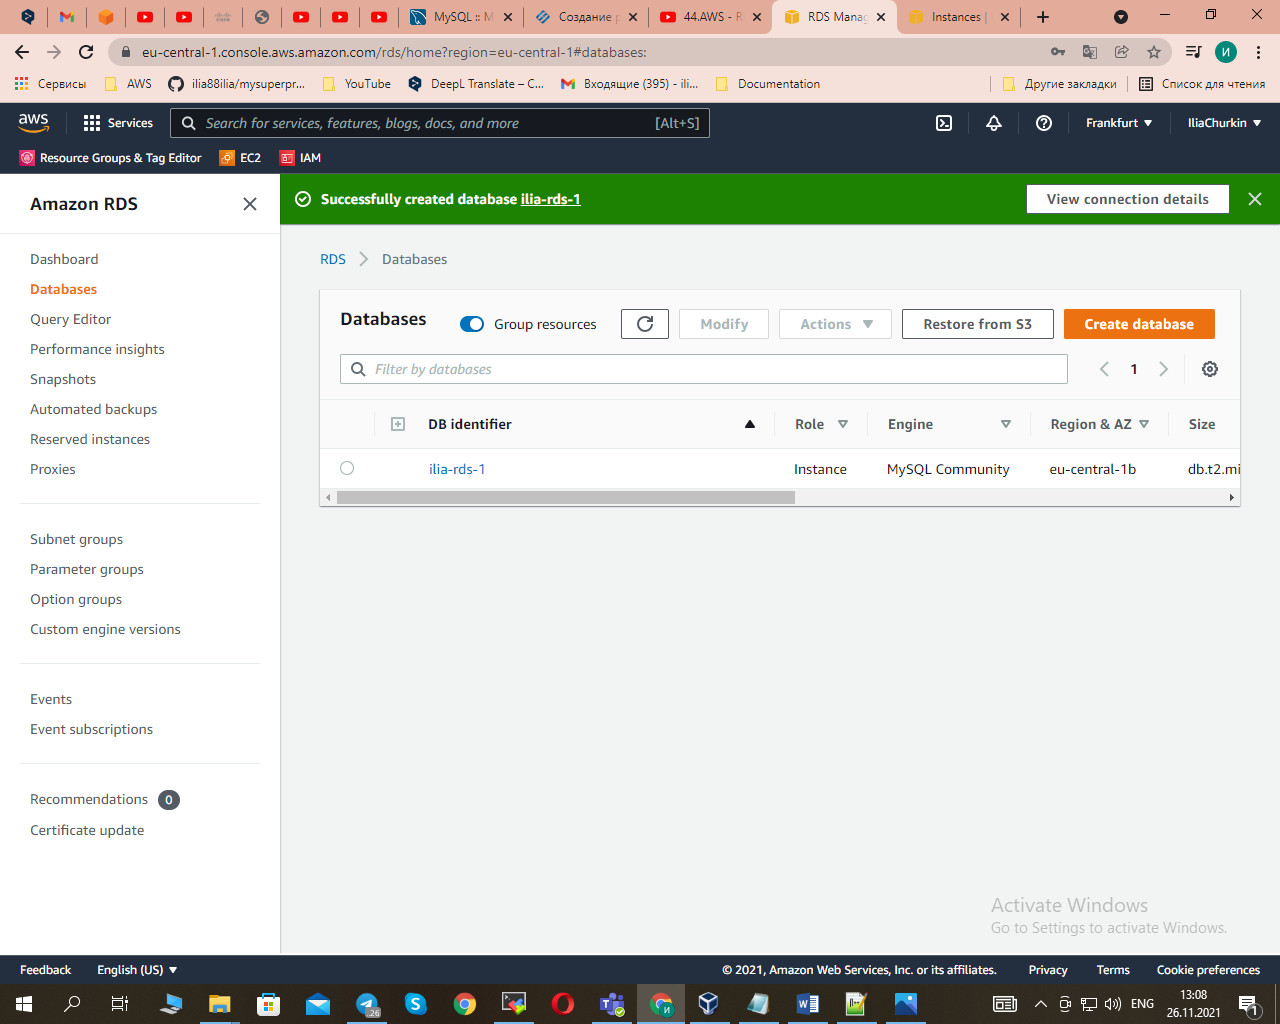 MySQL :: M
Создание р
44.AWS - R
RDS Manag
Instances |
eu-central-1.console.aws.amazon.com/rds/home?region=eu-central-1#databases:
И
Сервисы
AWS
ilia88ilia/mysuperpr...
YouTube
DeepL Translate – C...
Входящие (395) - ili...
Documentation
Другие закладки
Список для чтения
aws
Services
Search for services, features, blogs, docs, and more
[Alt+S]
Frankfurt
IliaChurkin
Resource Groups & Tag Editor
EC2
IAM
Amazon RDS
Successfully created database ilia-rds-1
View connection details
Dashboard
Databases
Query Editor
Performance insights
Snapshots
Automated backups
Reserved instances
Proxies
Subnet groups
Parameter groups
Option groups
Custom engine versions
Events
Event subscriptions
Recommendations 0
Certificate update
RDS
Databases
Databases
Group resources
Modify
Actions
Restore from S3
Create database
Filter by databases
1
DB identifier
Role
Engine
Region & AZ
Size
ilia-rds-1
Instance
MySQL Community
eu-central-1b
db.t2.mi
Activate Windows
Go to Settings to activate Windows.
Feedback
English (US)
© 2021, Amazon Web Services, Inc. or its affiliates.
Privacy
Terms
Cookie preferences
.26
ENG
13:08
26.11.2021
1